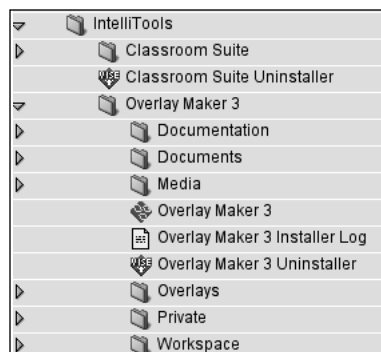 IntelliTools
Classroom Suite
Classroom Suite Uninstaller
Overlay Maker 3
Documentation
Documents
Media
Overlay Maker 3
Overlay Maker 3 Installer Log
Overlay Maker 3 Uninstaller
Overlays
Private
Workspace